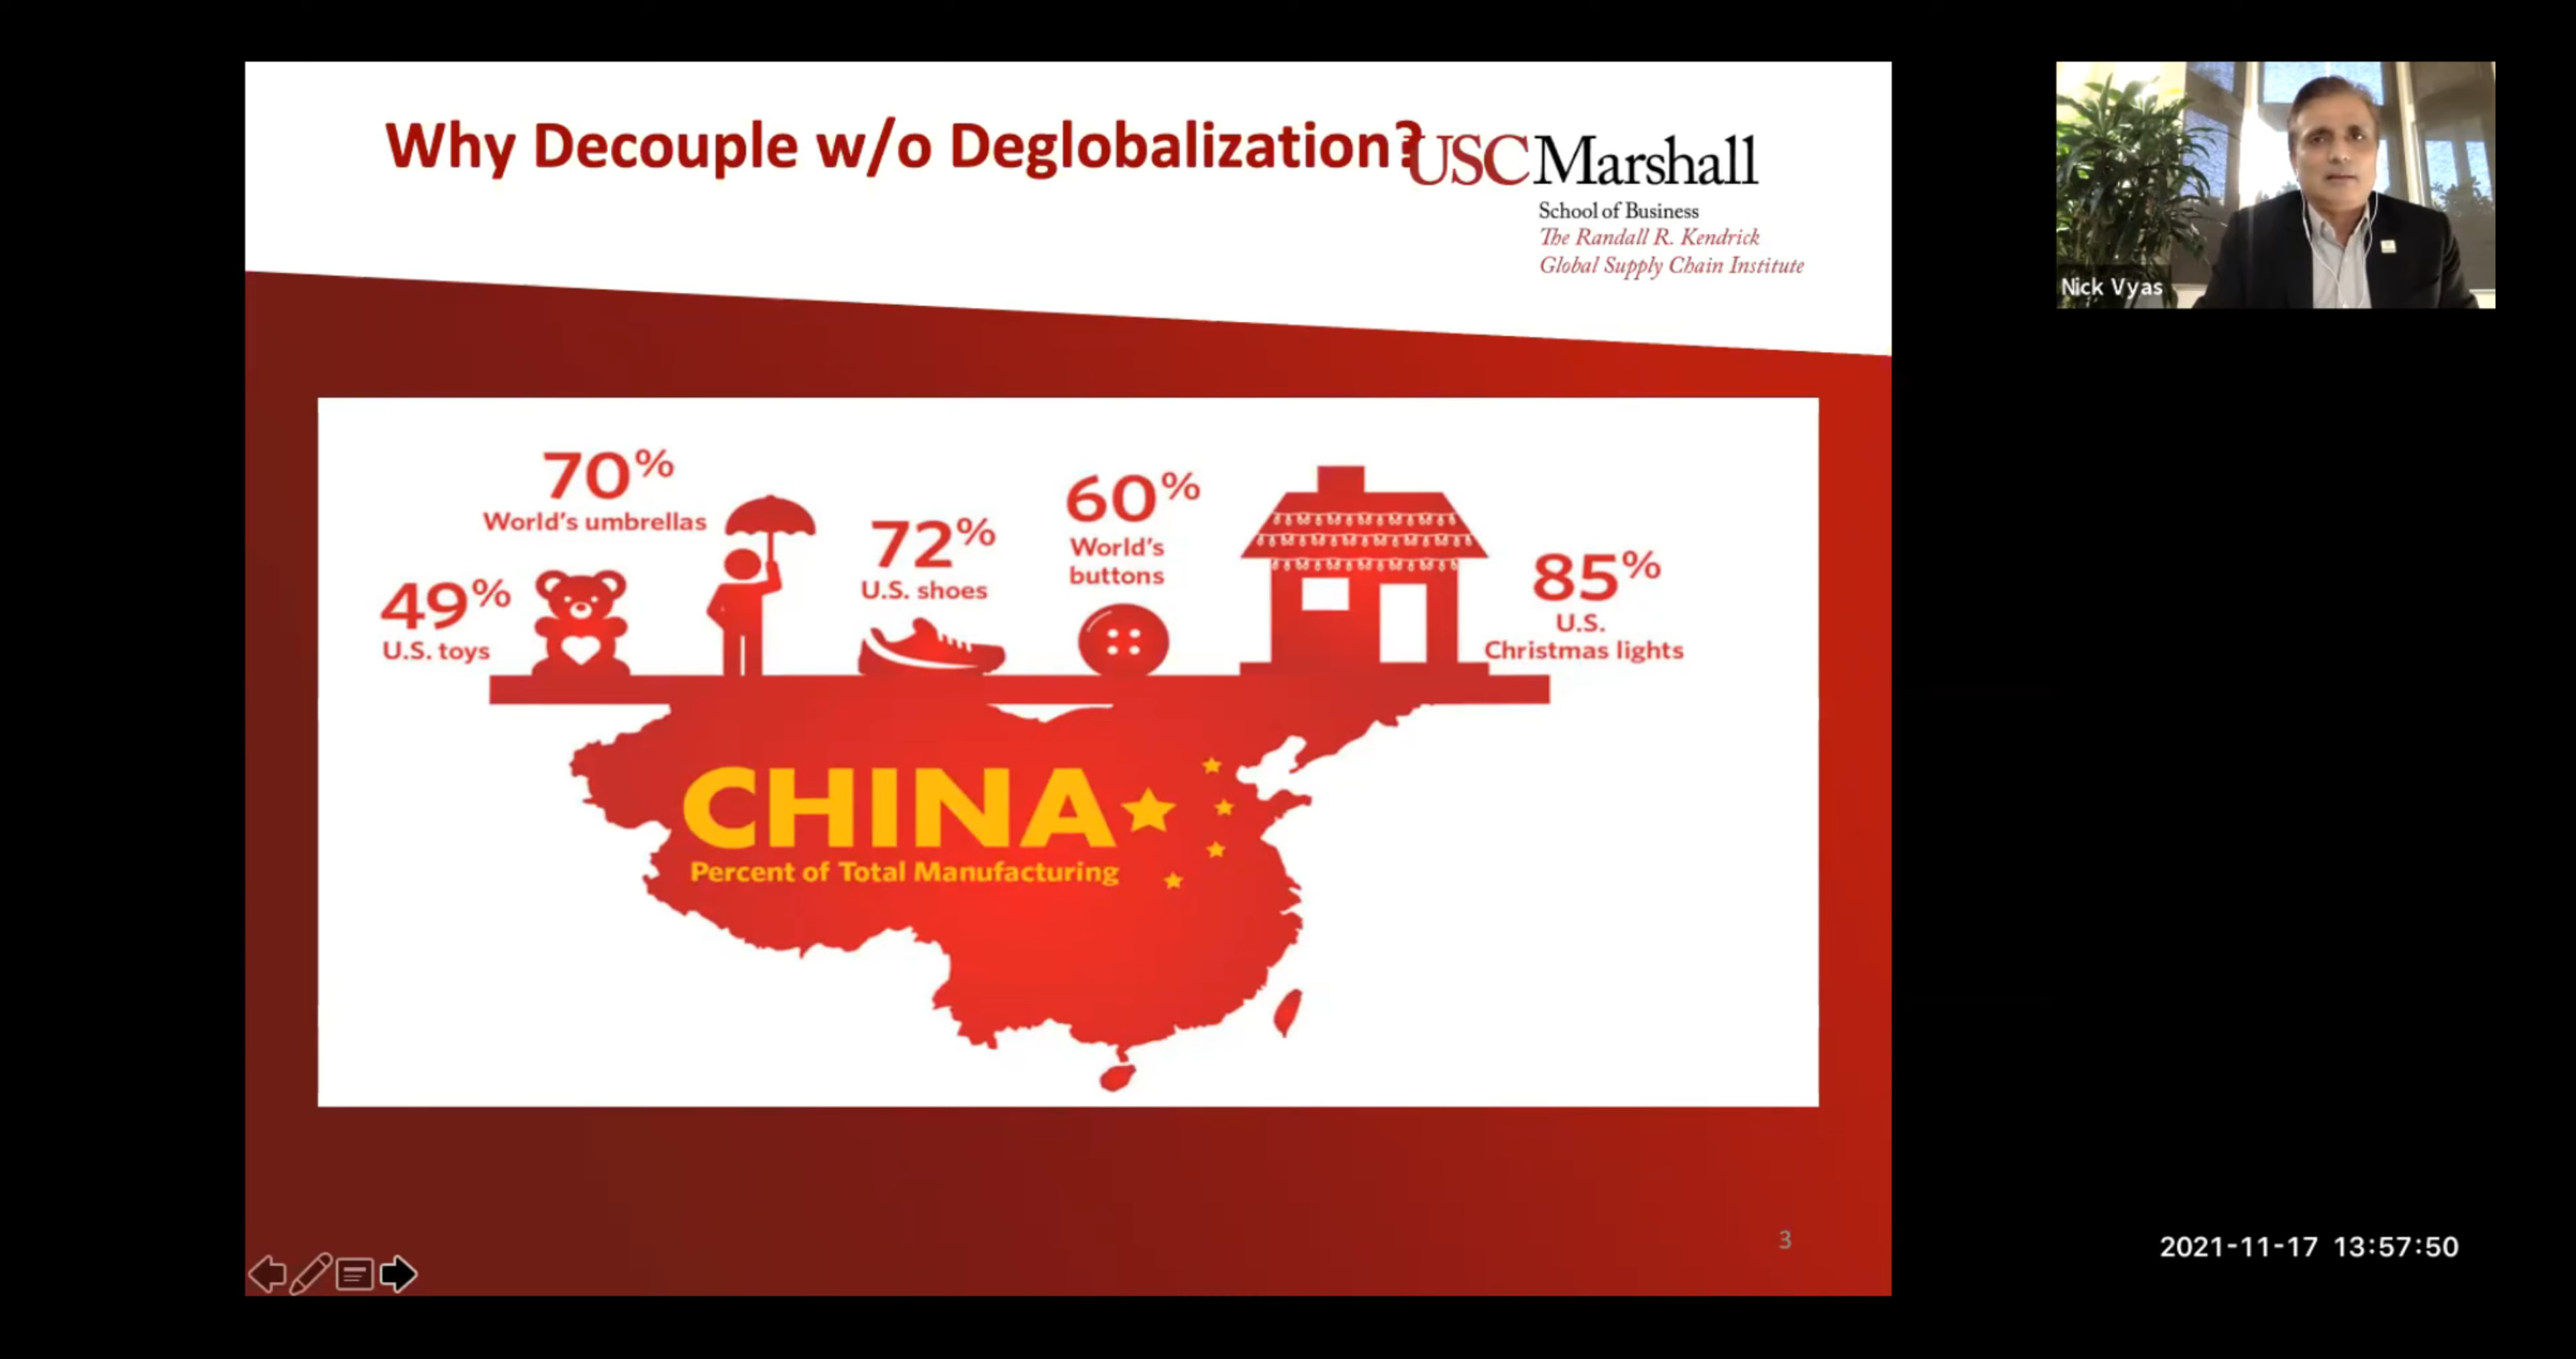 Why Decouple w/o Deglobalization?
USC Marshall
School of Business
The Randall R. Kendrick
Global Supply Chain Institute
Nick Vyas
70%
World's umbrellas
49%
U.S. toys
72%
U.S. shoes
60%
World's
buttons
85%
U.S.
Christmas lights
CHINA
Percent of Total Manufacturing
3
2021-11-17 13:57:50